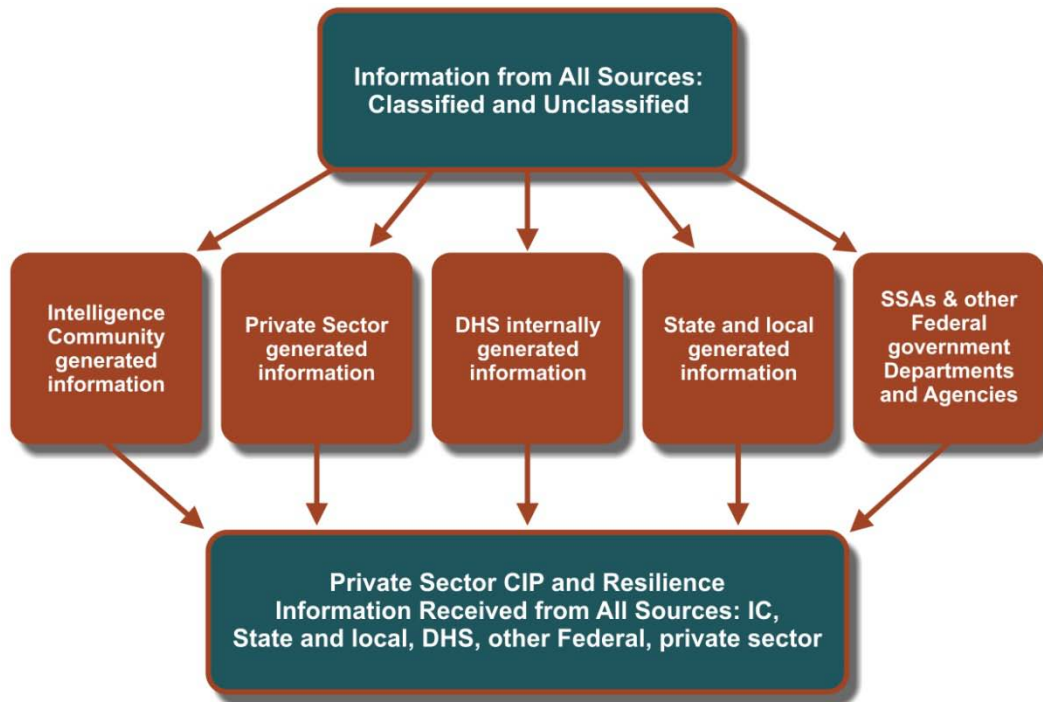 Information from All Sources:
Classified and Unclassified
Intelligence
Community
generated
information
Private Sector
generated
information
DHS internally
generated
information
State and local
generated
information
SSAs & other
Federal
government
Departments
and Agencies
Private Sector CIP and Resilience
Information Received from All Sources: IC,
State and local, DHS, other Federal, private sector